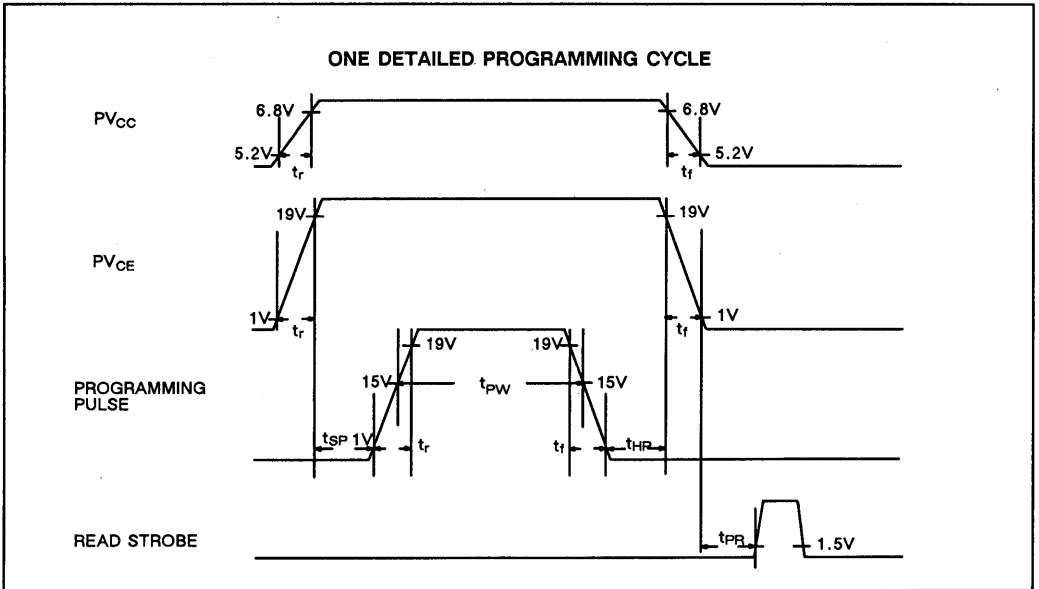 ONE DETAILED PROGRAMMING CYCLE
PVCC
6.8V
6.8V
5.2V
5.2V
tr
tf
PVCE
19V
19V
1V
1V
tr
tf
PROGRAMMING
PULSE
19V
19V
15V
tPW
15V
tSP
1V
tr
tf
tHP
READ STROBE
tPR
1.5V